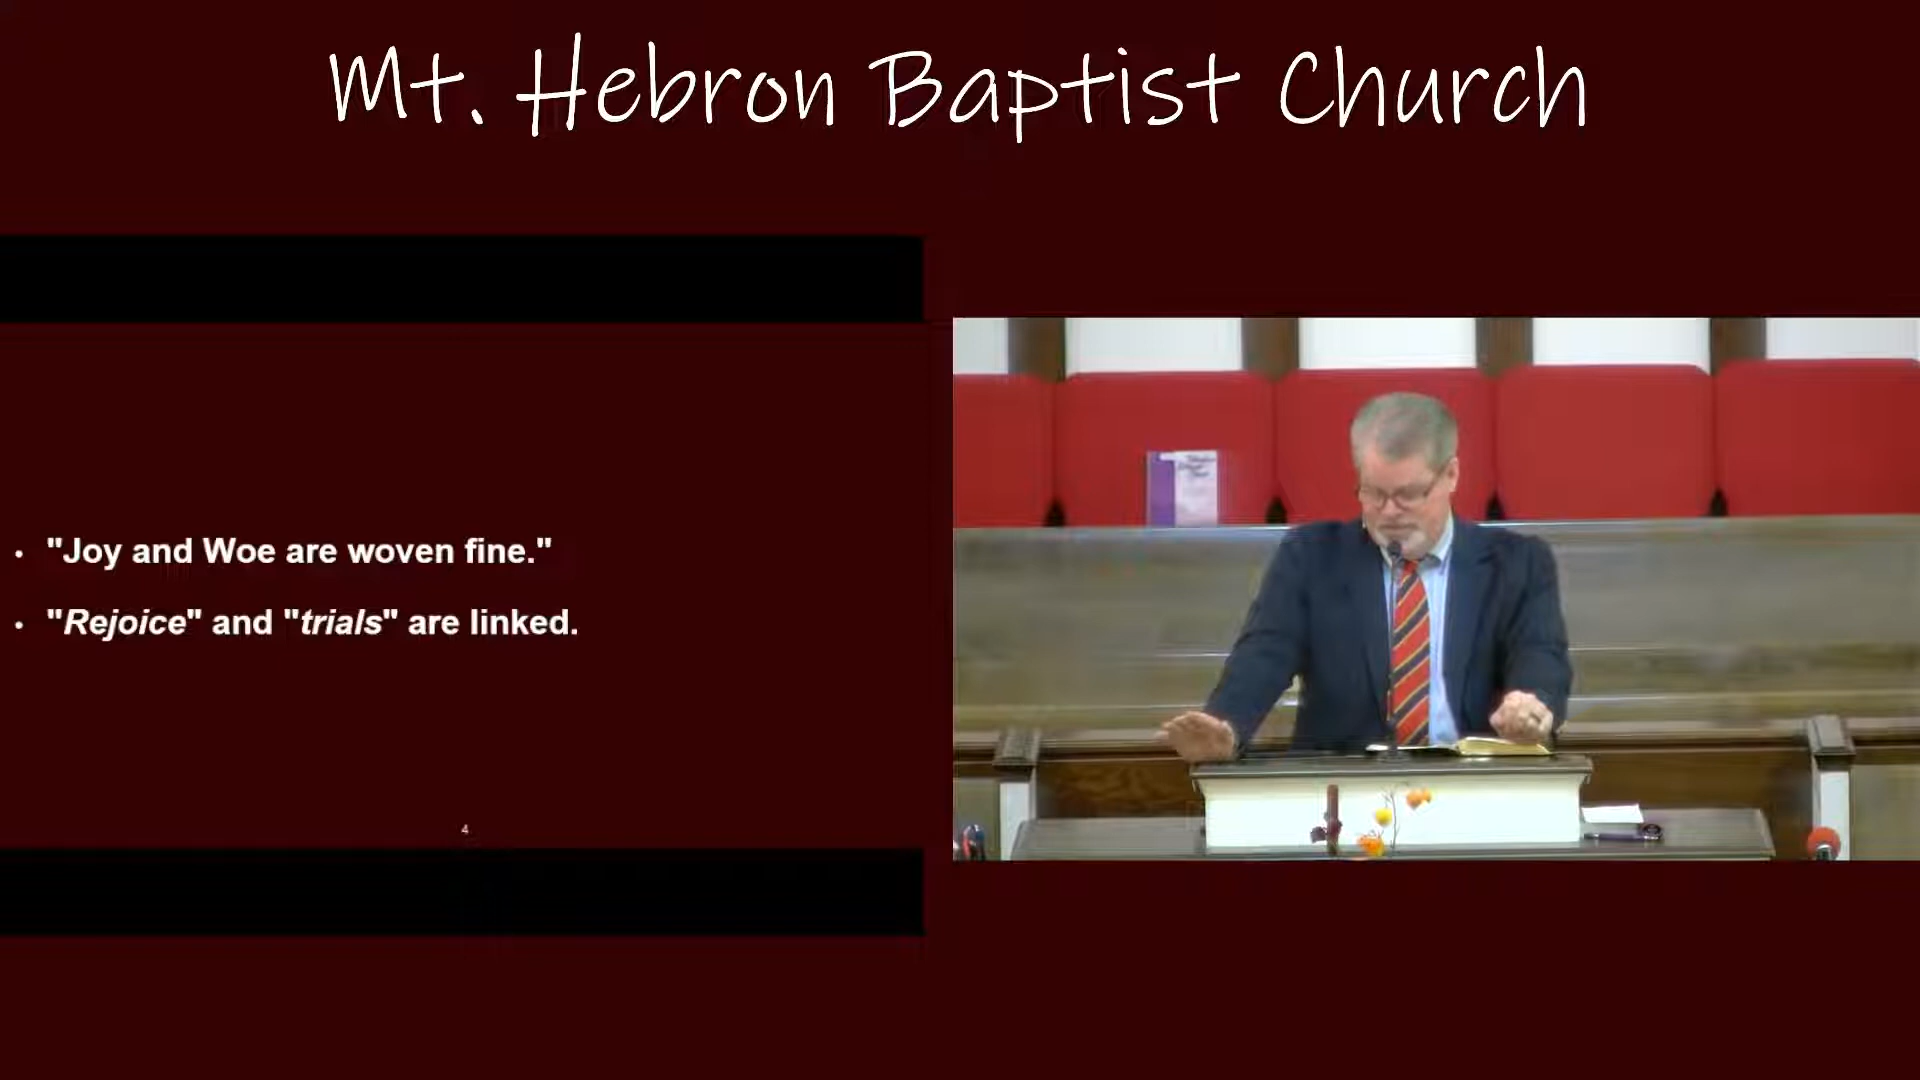 Mt. Hebron Baptist Church
• "Joy and Woe are woven fine."
• "Rejoice" and "trials" are linked.
4